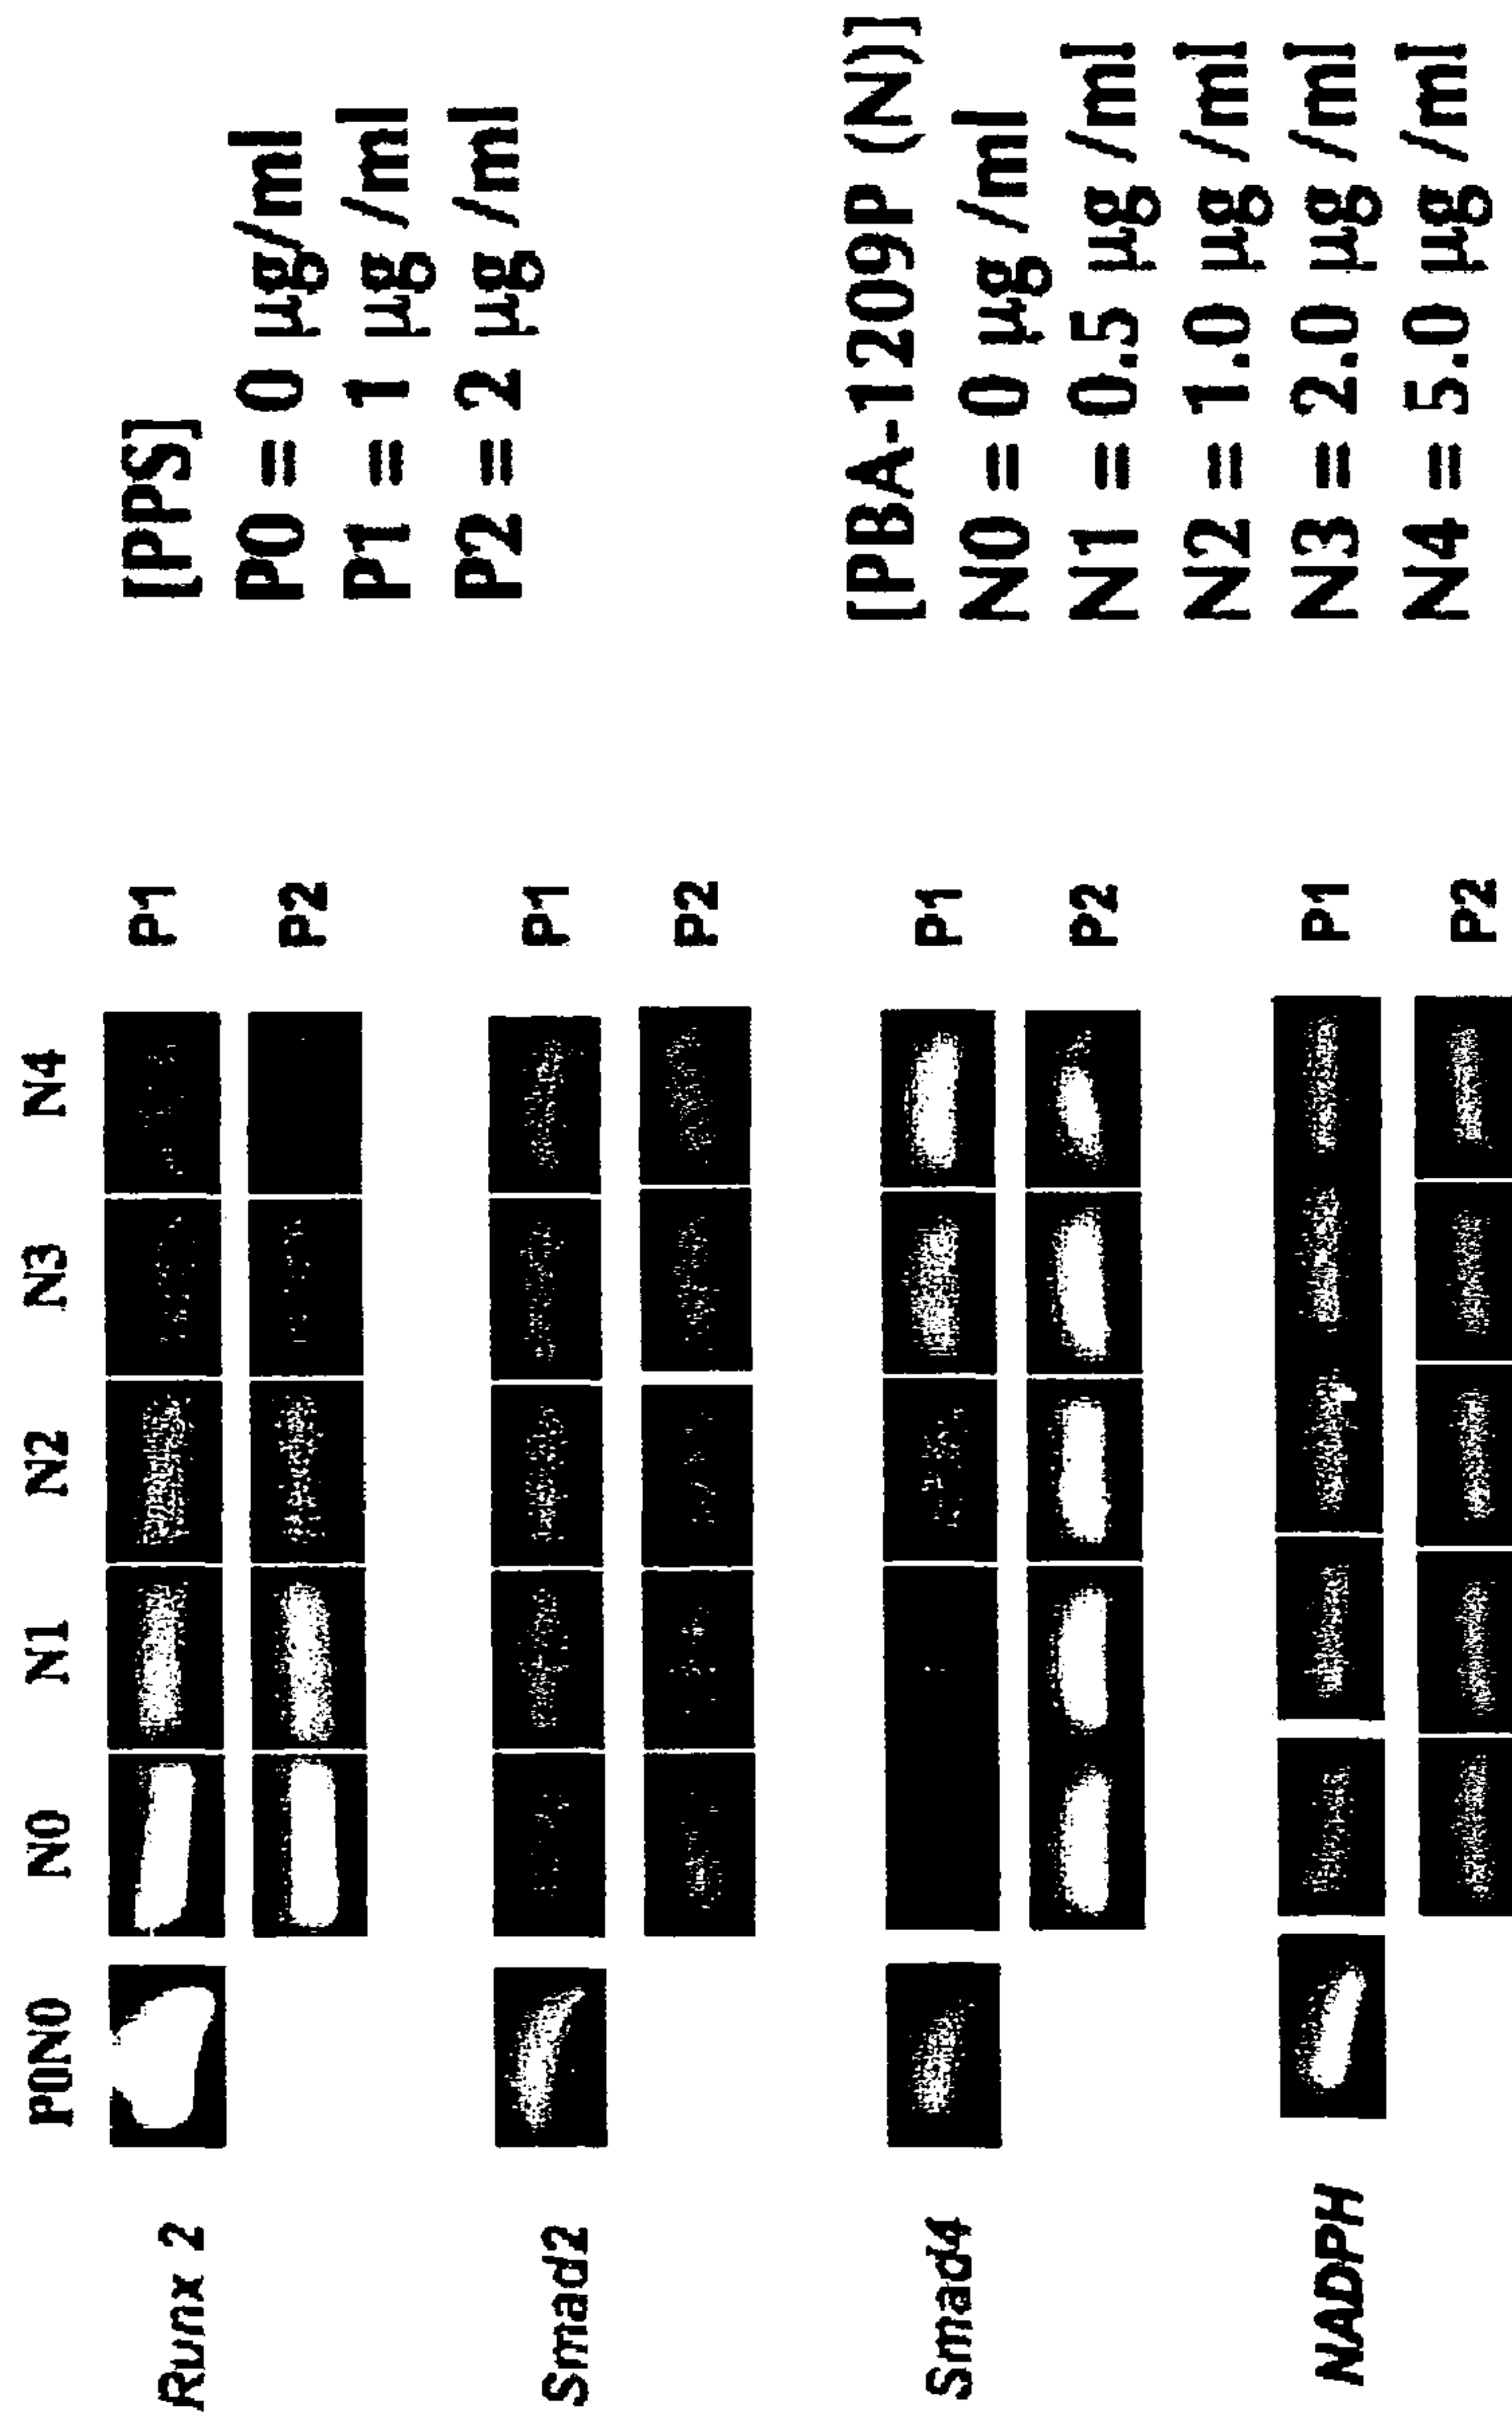 P0N0 N0 N1 N2 N3 N4
Runx 2
P1
P2
Smad2
P1
P2
Smad4
P1
P2
NADPH
P1
P2
[PPS]
P0 = 0 µg/ml
P1 = 1 µg /ml
P2 = 2 µg /ml
[PBA-1209P (N)]
N0 = 0 µg /ml
N1 = 0.5 µg /ml
N2 = 1.0 µg /ml
N3 = 2.0 µg /ml
N4 = 5.0 µg /ml